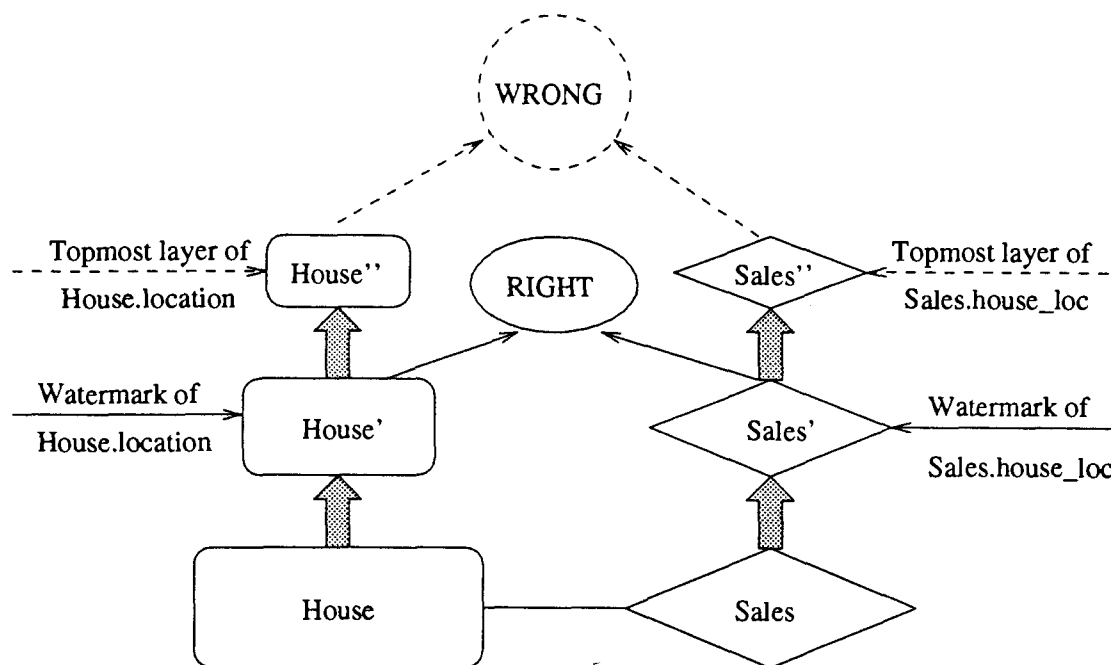 WRONG
Topmost layer of
House.location
House''
RIGHT
Sales''
Topmost layer of
Sales.house_loc
Watermark of
House.location
House'
Sales'
Watermark of
Sales.house_loc
House
Sales